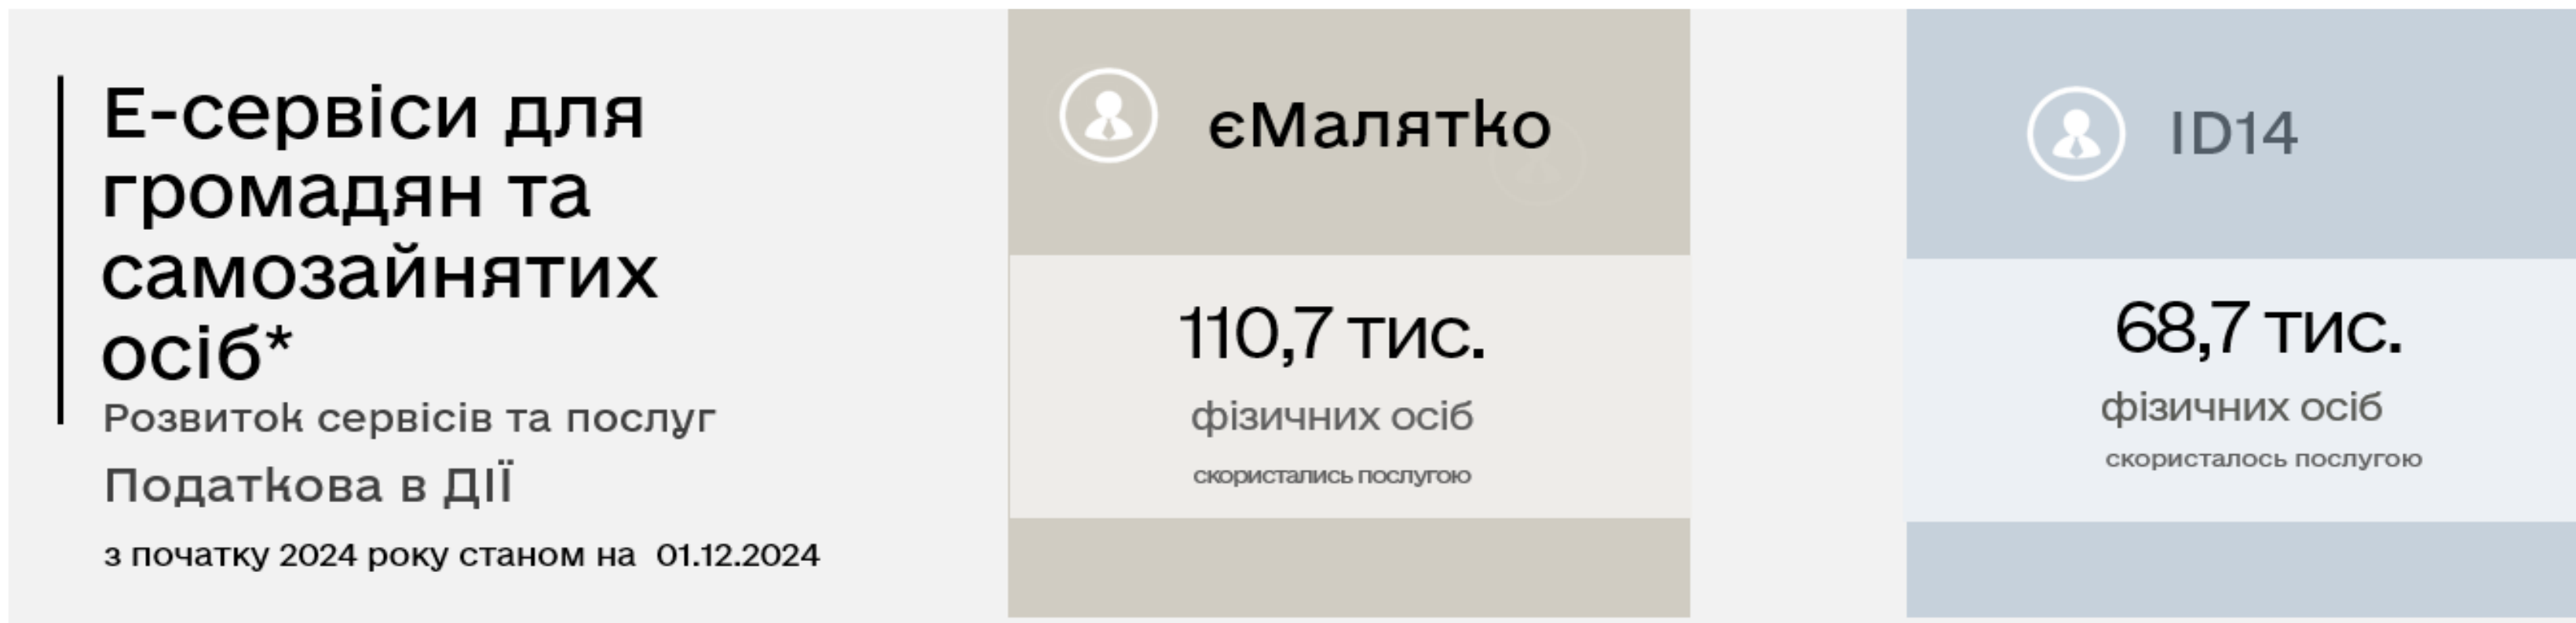 Е-сервіси для
громадян та
самозайнятих
осіб*
Розвиток сервісів та послуг
Податкова в ДІЇ
з початку 2024 року станом на 01.12.2024
єМалятко
110,7 тис.
фізичних осіб
скористались послугою
ID14
68,7 тис.
фізичних осіб
скористалось послугою